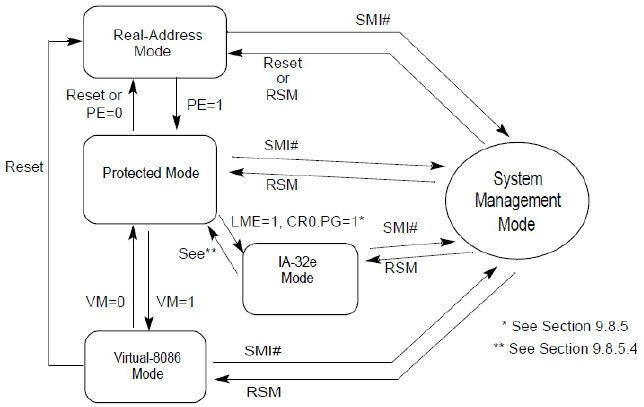 SMI#
Real-Address
Mode
Reset
or
RSM
Reset or
PE=0
PE=1
Reset
SMI#
Protected Mode
RSM
System
Management
Mode
LME=1, CR0.PG=1*
SMI#
See**
IA-32e
Mode
RSM
VM=0
VM=1
* See Section 9.8.5
** See Section 9.8.5.4
Virtual-8086
Mode
SMI#
RSM